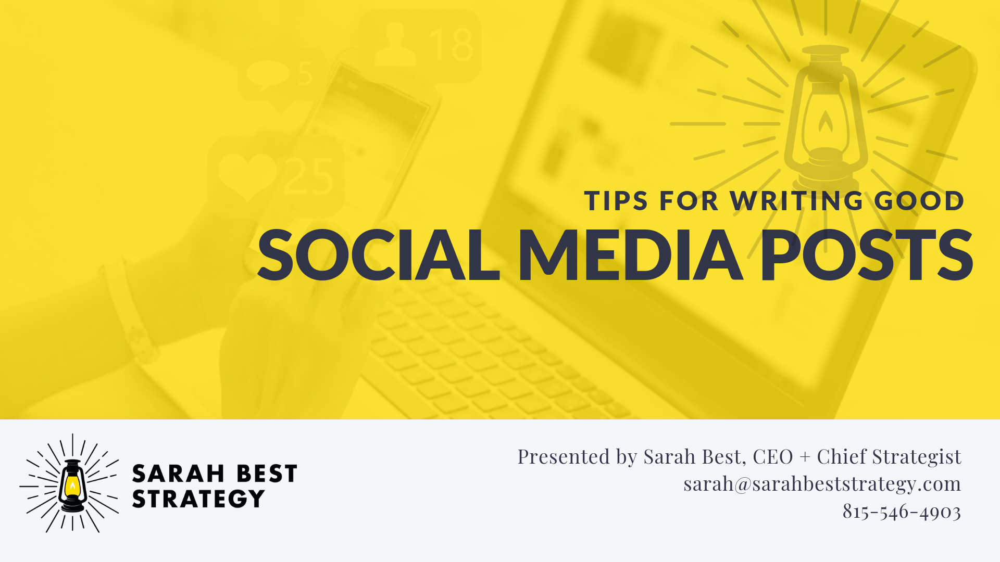 18
5
25
TIPS FOR WRITING GOOD
SOCIAL MEDIA POSTS
SARAH BEST
STRATEGY
Presented by Sarah Best, CEO + Chief Strategist
sarah@sarahbeststrategy.com
815-546-4903